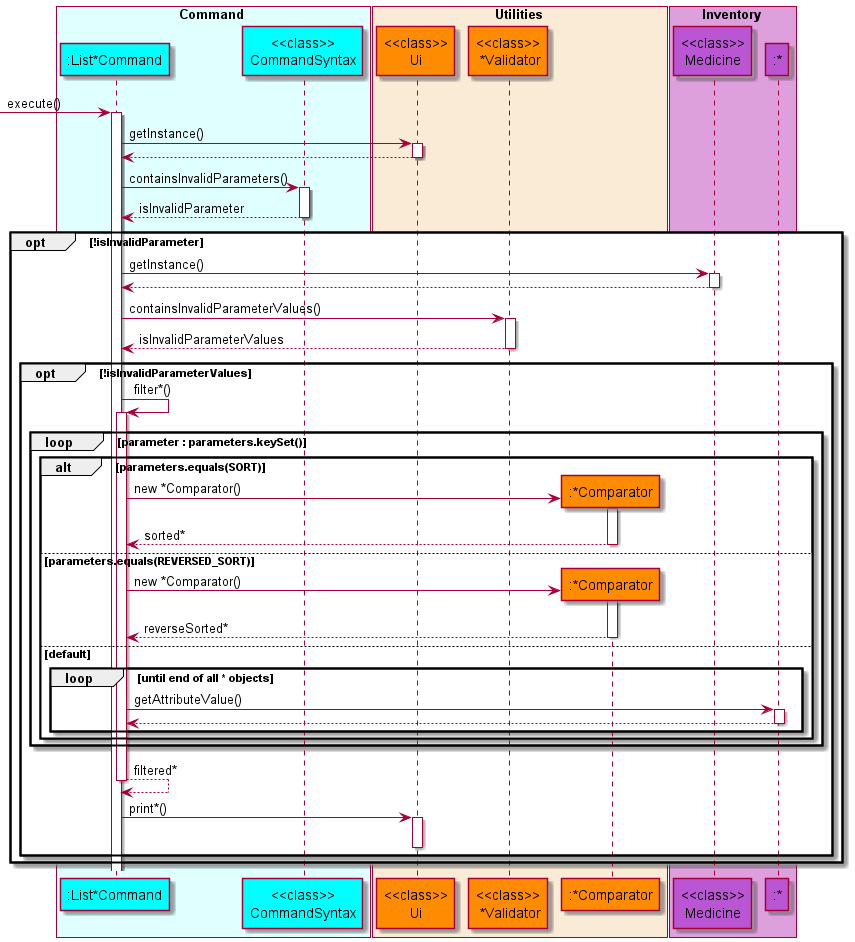 Command
Utilities
Inventory
:List*Command
<<class>>
CommandSyntax
<<class>>
Ui
<<class>>
*Validator
<<class>>
Medicine
:*
execute()
getInstance()
containsInvalidParameters()
isInvalidParameter
opt
[!isInvalidParameter]
getInstance()
containsInvalidParameterValues()
isInvalidParameterValues
opt
[!isInvalidParameterValues]
filter*()
loop
[parameter : parameters.keySet()]
alt
[parameters.equals(SORT)]
new *Comparator()
:*Comparator
sorted*
[parameters.equals(REVERSED_SORT)]
new *Comparator()
:*Comparator
reverseSorted*
[default]
loop
[until end of all * objects]
getAttributeValue()
filtered*
print*()
:List*Command
<<class>>
CommandSyntax
<<class>>
Ui
<<class>>
*Validator
:*Comparator
<<class>>
Medicine
:*